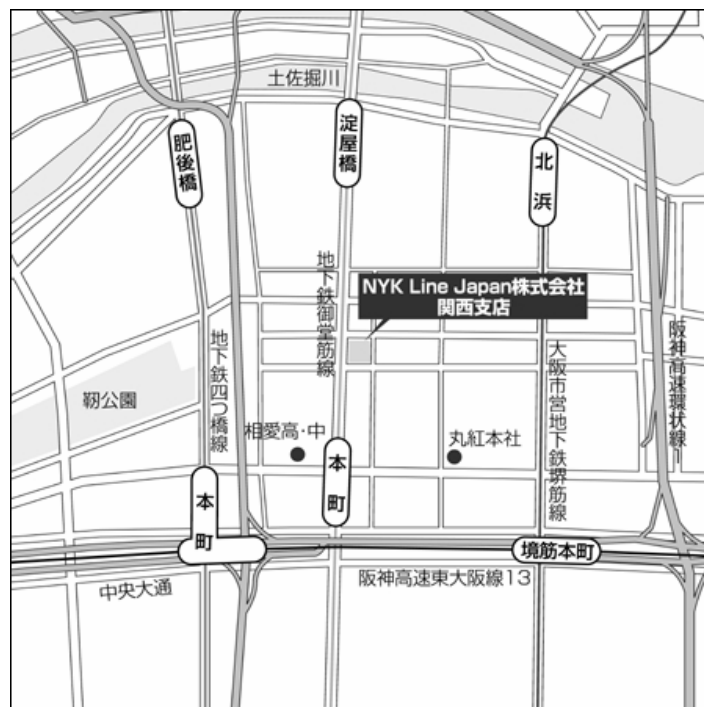 土佐堀川
肥後橋
淀屋橋
北浜
地下鉄御堂筋線
NYK Line Japan株式会社
関西支店
地下鉄四つ橋線
大阪市営地下鉄堺筋線
阪神高速環状線1
靭公園
相愛高・中
丸紅本社
本町
本町
境筋本町
中央大通
阪神高速東大阪線13